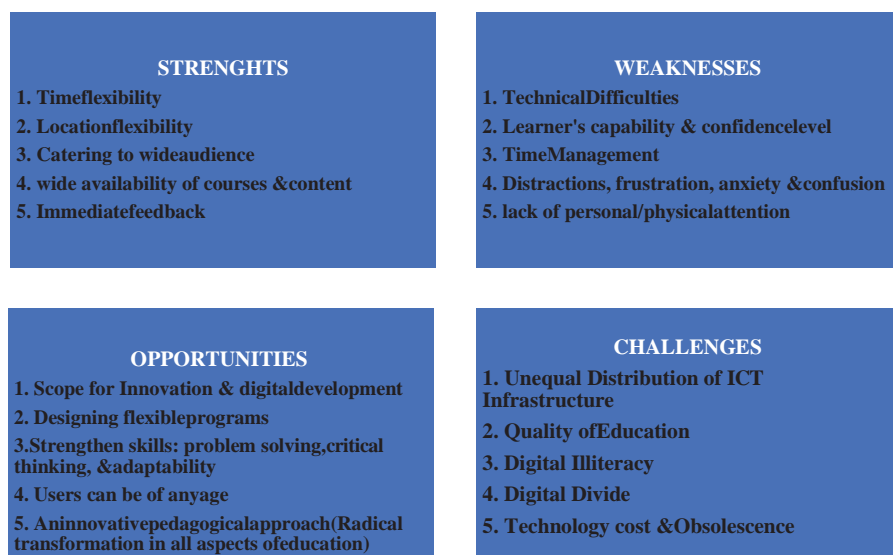 STRENGHTS
1. Timeflexibility
2. Locationflexibility
3. Catering to wideaudience
4. wide availability of courses &content
5. Immediatefeedback
WEAKNESSES
1. TechnicalDifficulties
2. Learner's capability & confidencelevel
3. TimeManagement
4. Distractions, frustration, anxiety &confusion
5. lack of personal/physicalattention
OPPORTUNITIES
1. Scope for Innovation & digitaldevelopment
2. Designing flexibleprograms
3.Strengthen skills: problem solving,critical
thinking, &adaptability
4. Users can be of anyage
5. Aninnovativepedagogicalapproach(Radical
transformation in all aspects ofeducation)
CHALLENGES
1. Unequal Distribution of ICT
Infrastructure
2. Quality ofEducation
3. Digital Illiteracy
4. Digital Divide
5. Technology cost &Obsolescence